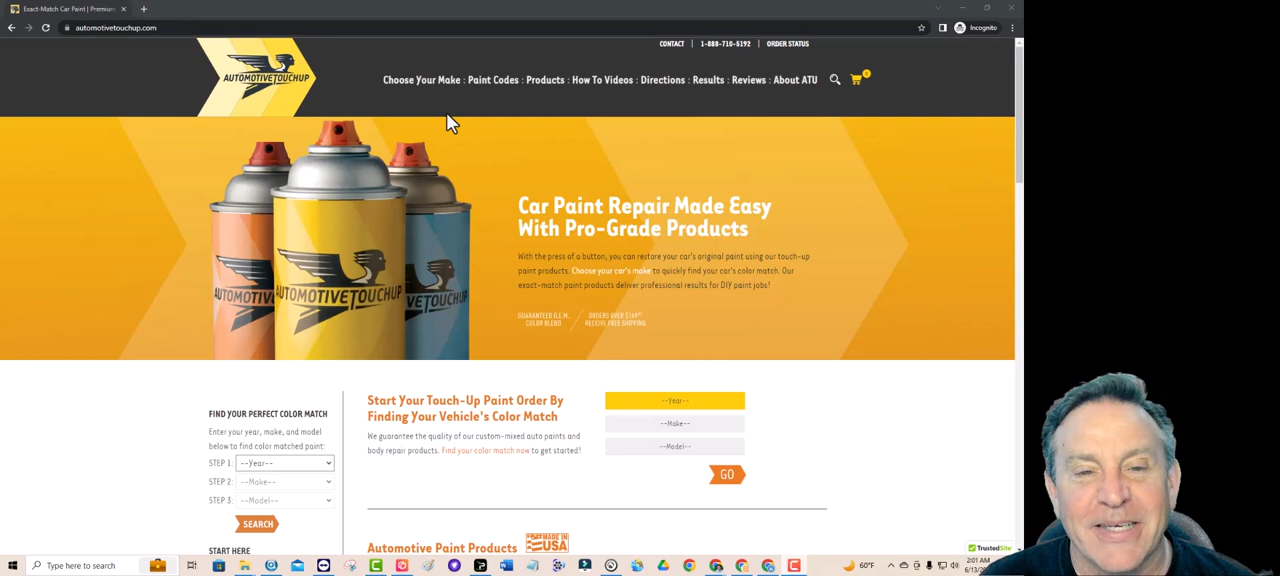 Exact-Match Car Paint | Premium
automotivetouchup.com
Incognito
CONTACT | 1-888-710-5192 | ORDER STATUS
AUTOMOTIVETOUCHUP
Choose Your Make : Paint Codes : Products : How To Videos : Directions : Results : Reviews : About ATU
0
Car Paint Repair Made Easy
With Pro-Grade Products
With the press of a button, you can restore your car's original paint using our touch-up
paint products. Choose your car's make to quickly find your car's color match. Our
exact-match paint products deliver professional results for DIY paint jobs!
GUARANTEED O.E.M.
COLOR BLEND
ORDERS OVER $149
RECEIVE FREE SHIPPING
AUTOMOTIVETOUCHUP
FIND YOUR PERFECT COLOR MATCH
Enter your year, make, and model
below to find color matched paint:
STEP 1: --Year--
STEP 2: --Make--
STEP 3: --Model--
SEARCH
START HERE
Start Your Touch-Up Paint Order By
Finding Your Vehicle's Color Match
We guarantee the quality of our custom-mixed auto paints and
body repair products. Find your color match now to get started!
--Year--
--Make--
--Model--
GO
Automotive Paint Products
MADE IN
USA
TrustedSite
Type here to search
60°F
2:01 AM
6/13/20